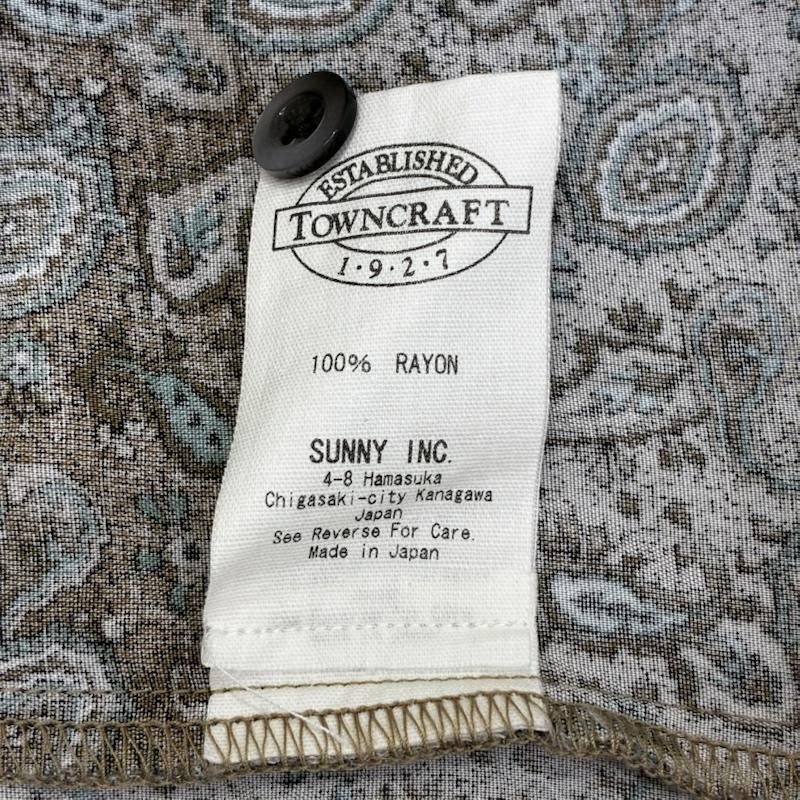 ESTABLISHED
TOWNCRAFT
1·9·2·7
100% RAYON
SUNNY INC.
4-8 Hamasuka
Chigasaki-city Kanagawa
Japan
See Reverse For Care.
Made in Japan